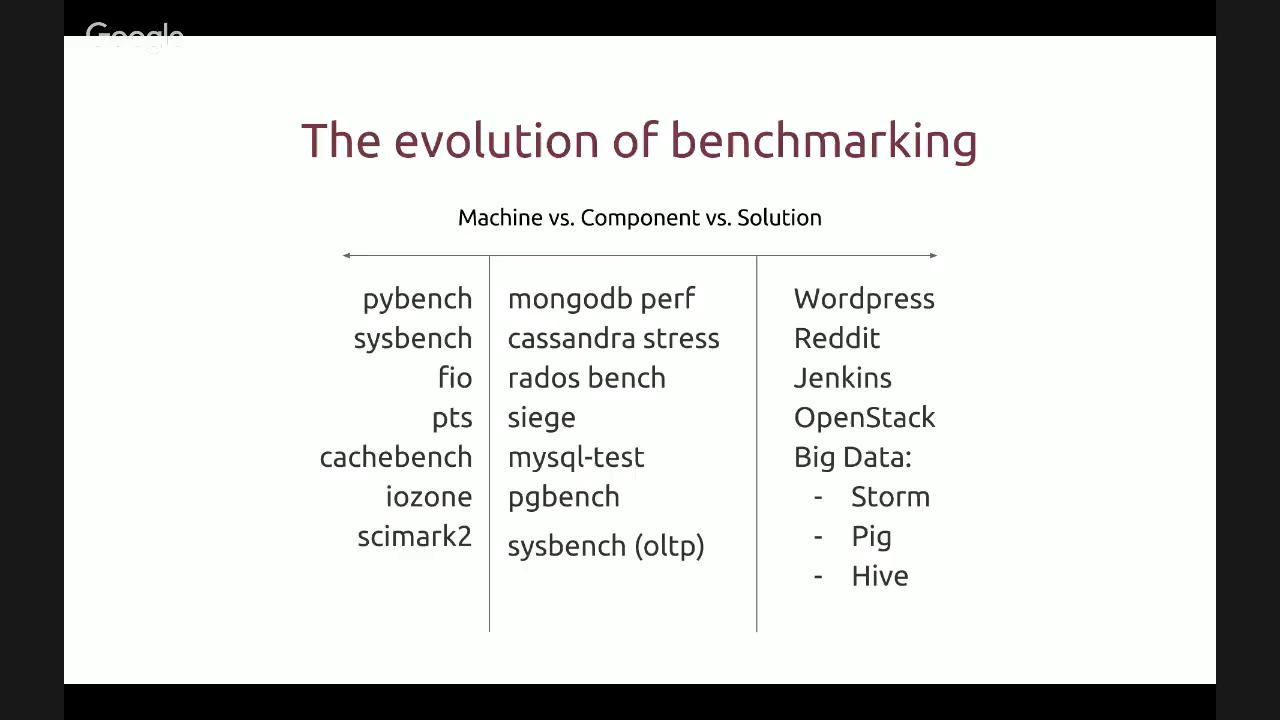 Google
The evolution of benchmarking
Machine vs. Component vs. Solution
pybench
sysbench
fio
pts
cachebench
iozone
scimark2
mongodb perf
cassandra stress
rados bench
siege
mysql-test
pgbench
sysbench (oltp)
Wordpress
Reddit
Jenkins
OpenStack
Big Data:
- Storm
- Pig
- Hive